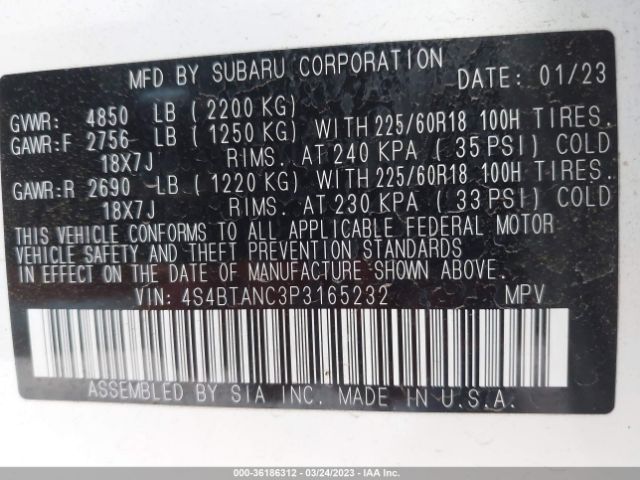 MFD BY SUBARU CORPORATION DATE: 01/23
GVWR: 4850 LB ( 2200 KG)
GAWR:F 2756 LB ( 1250 KG) WITH 225/60R18 100H TIRES.
18X7J RIMS. AT 240 KPA ( 35 PSI) COLD
GAWR:R 2690 LB ( 1220 KG) WITH 225/60R18 100H TIRES.
18X7J RIMS. AT 230 KPA ( 33 PSI) COLD
THIS VEHICLE CONFORMS TO ALL APPLICABLE FEDERAL MOTOR
VEHICLE SAFETY AND THEFT PREVENTION STANDARDS
IN EFFECT ON THE DATE OF MANUFACTURE SHOWN ABOVE.
VIN: 4S4BTANC3P3165232 MPV
ASSEMBLED BY SIA INC. MADE IN U.S.A.
000-36186312 - 03/24/2023 - IAA Inc.